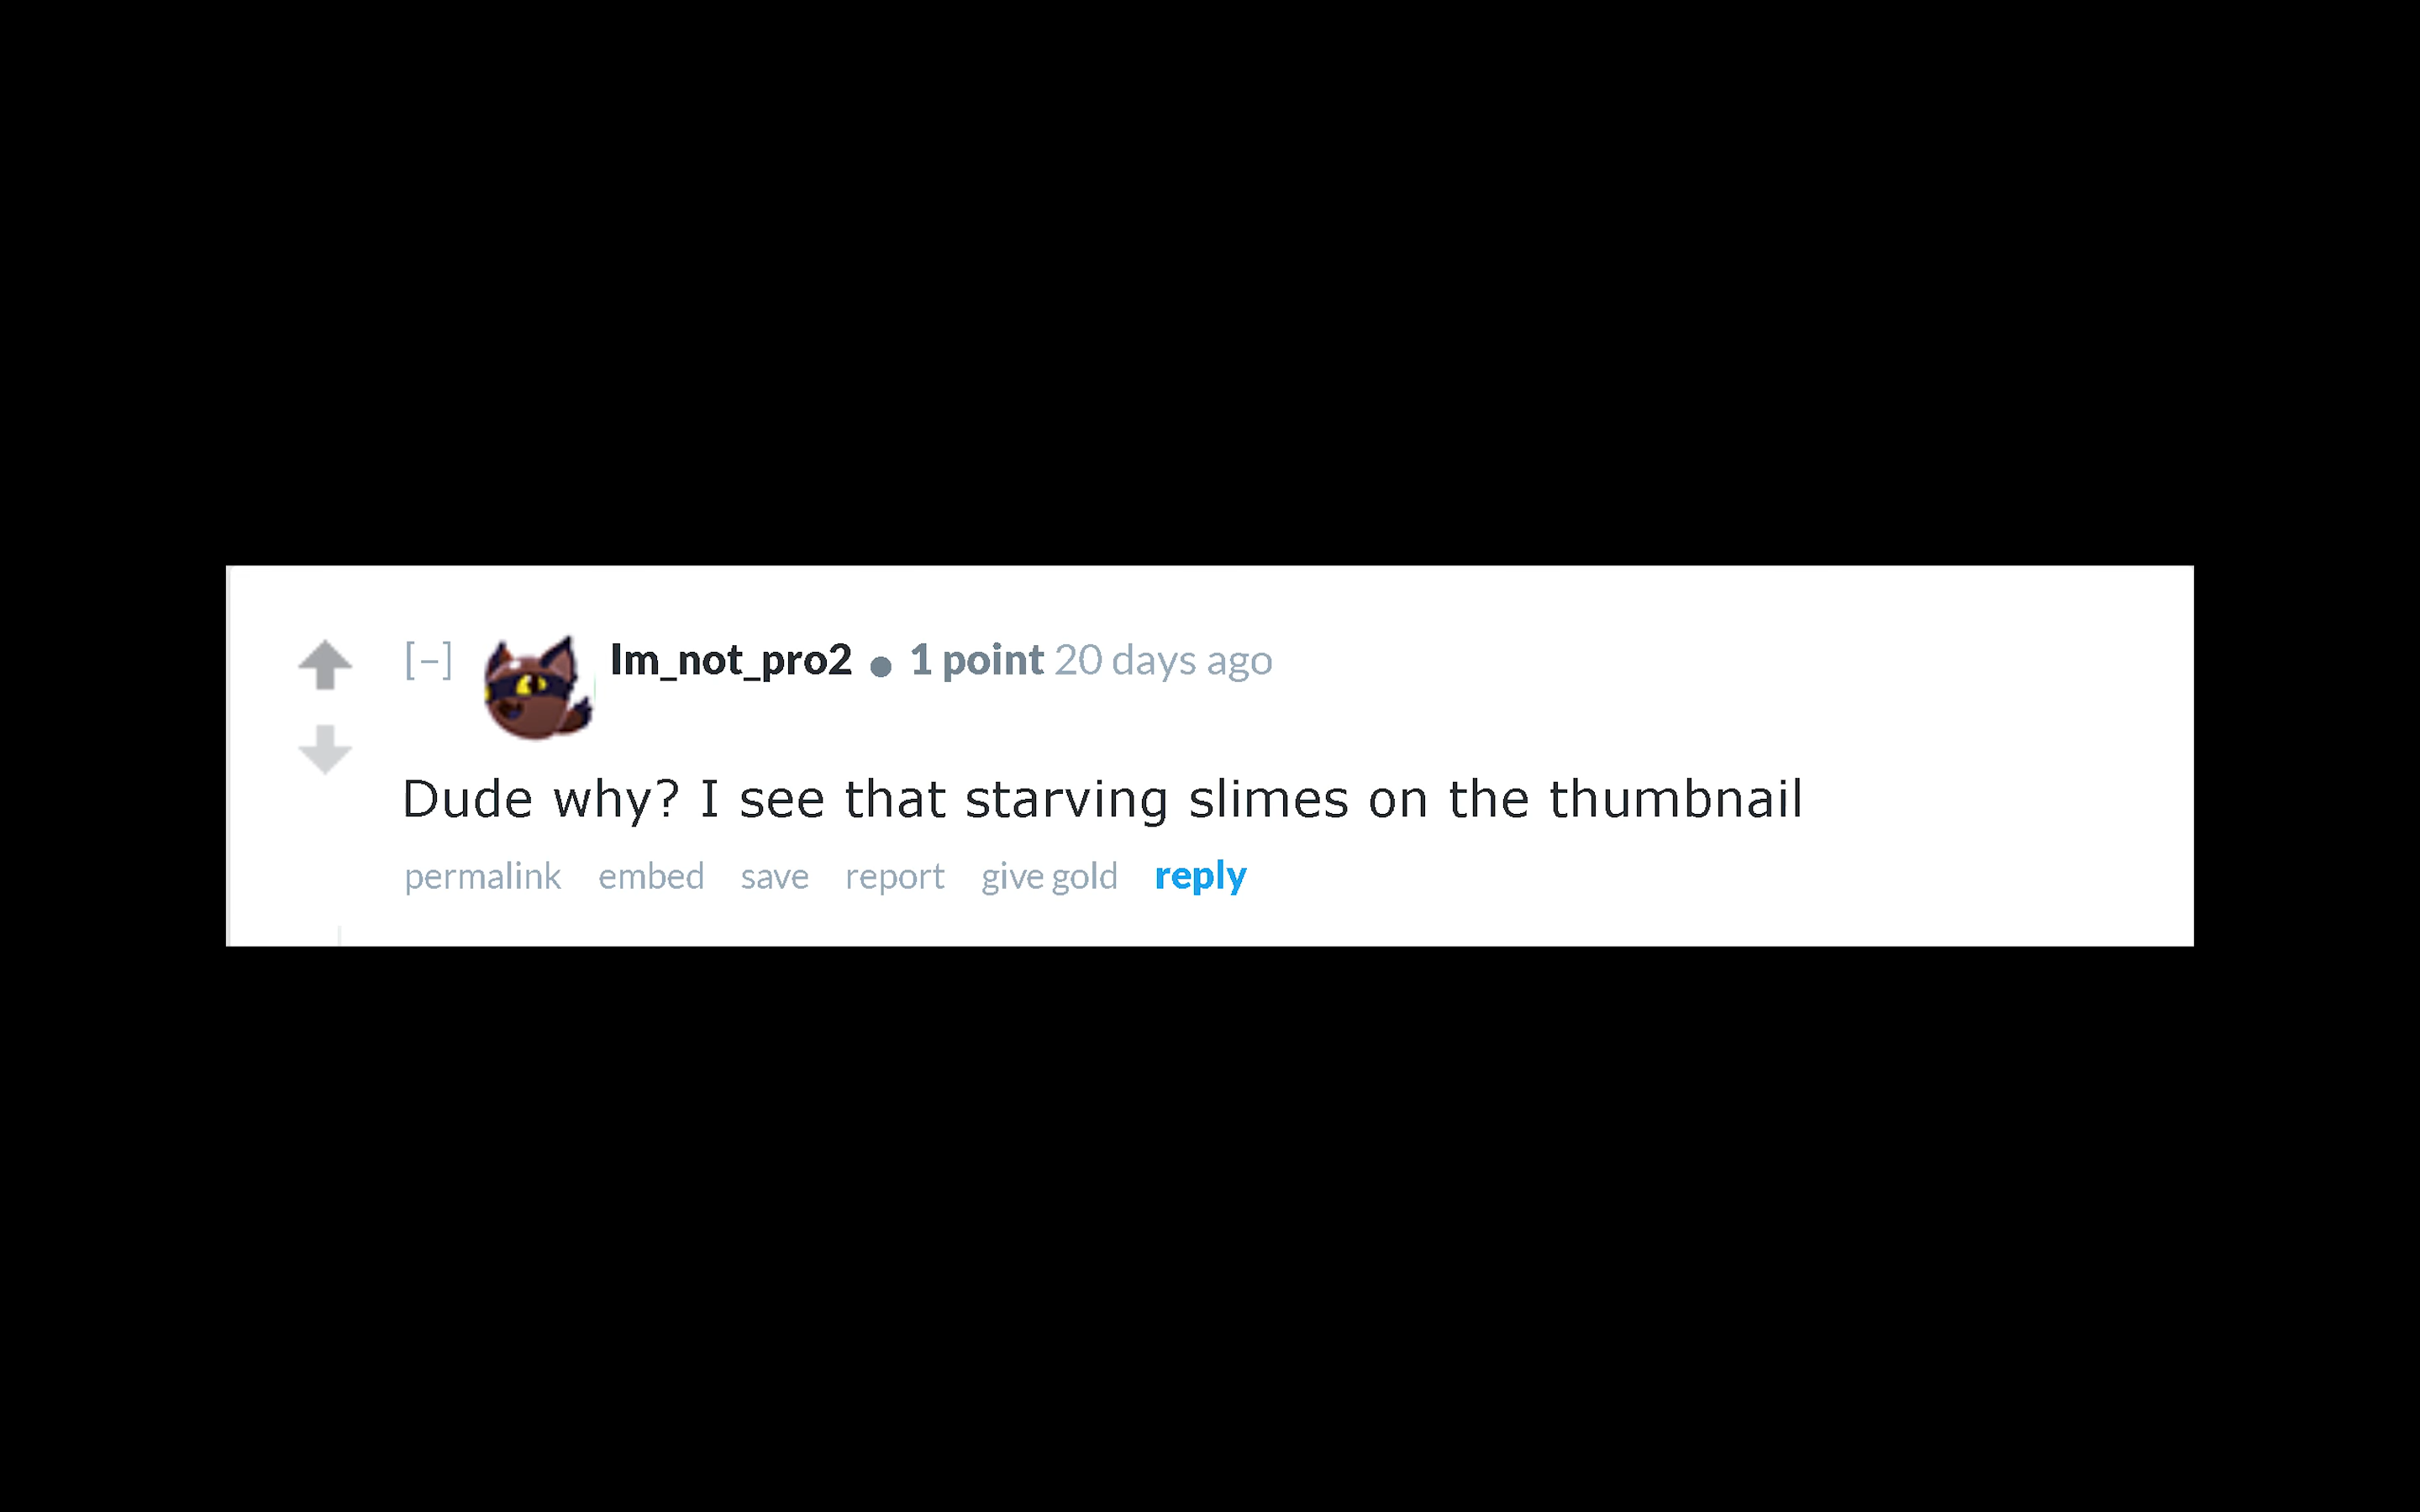 [–] Im_not_pro2 ● 1 point 20 days ago
Dude why? I see that starving slimes on the thumbnail
permalink embed save report give gold reply